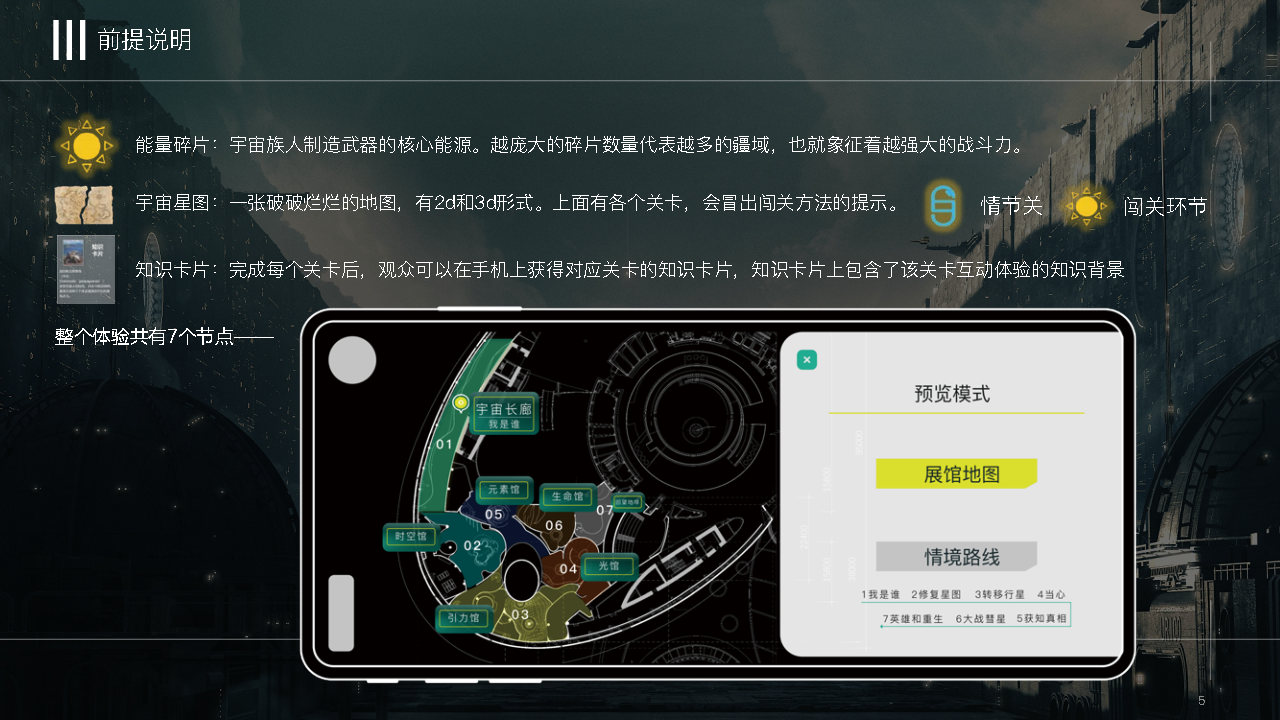 前提说明
能量碎片：宇宙族人制造武器的核心能源。越庞大的碎片数量代表越多的疆域，也就象征着越强大的战斗力。
宇宙星图：一张破破烂烂的地图，有2d和3d形式。上面有各个关卡，会冒出闯关方法的提示。
情节关
闯关环节
知识
卡片
知识卡片：完成每个关卡后，观众可以在手机上获得对应关卡的知识卡片，知识卡片上包含了该关卡互动体验的知识背景
整个体验共有7个节点——
宇宙长廊
我是谁
01
元素馆
生命馆
05
06
07
时空馆
02
04
光馆
引力馆
03
×
预览模式
展馆地图
情境路线
1我是谁 2修复星图 3转移行星 4当心
7英雄和重生 6大战彗星 5获知真相
5